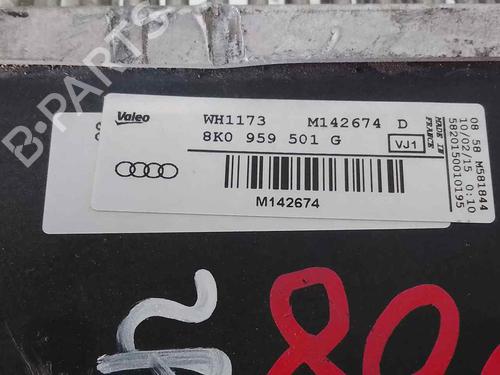 Valeo
WH1173 M142674 D
8K0 959 501 G VJ1
M142674
MADE IN
FRANCE
08 58 M581844
10/02/15 0:10
5820150010195
B-PARTS